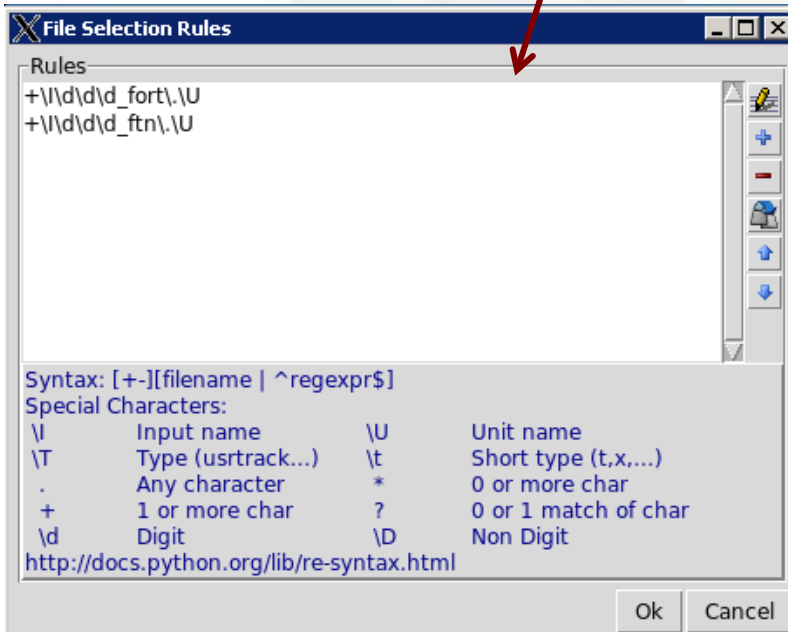 File Selection Rules
Rules
+\I\d\d\d_fort\.\U
+\I\d\d\d_ftn\.\U
Syntax: [+-][filename | ^regexpr$]
Special Characters:
\I Input name \U Unit name
\T Type (usrtrack...) \t Short type (t,x,...)
. Any character * 0 or more char
+ 1 or more char ? 0 or 1 match of char
\d Digit \D Non Digit
http://docs.python.org/lib/re-syntax.html
Ok Cancel